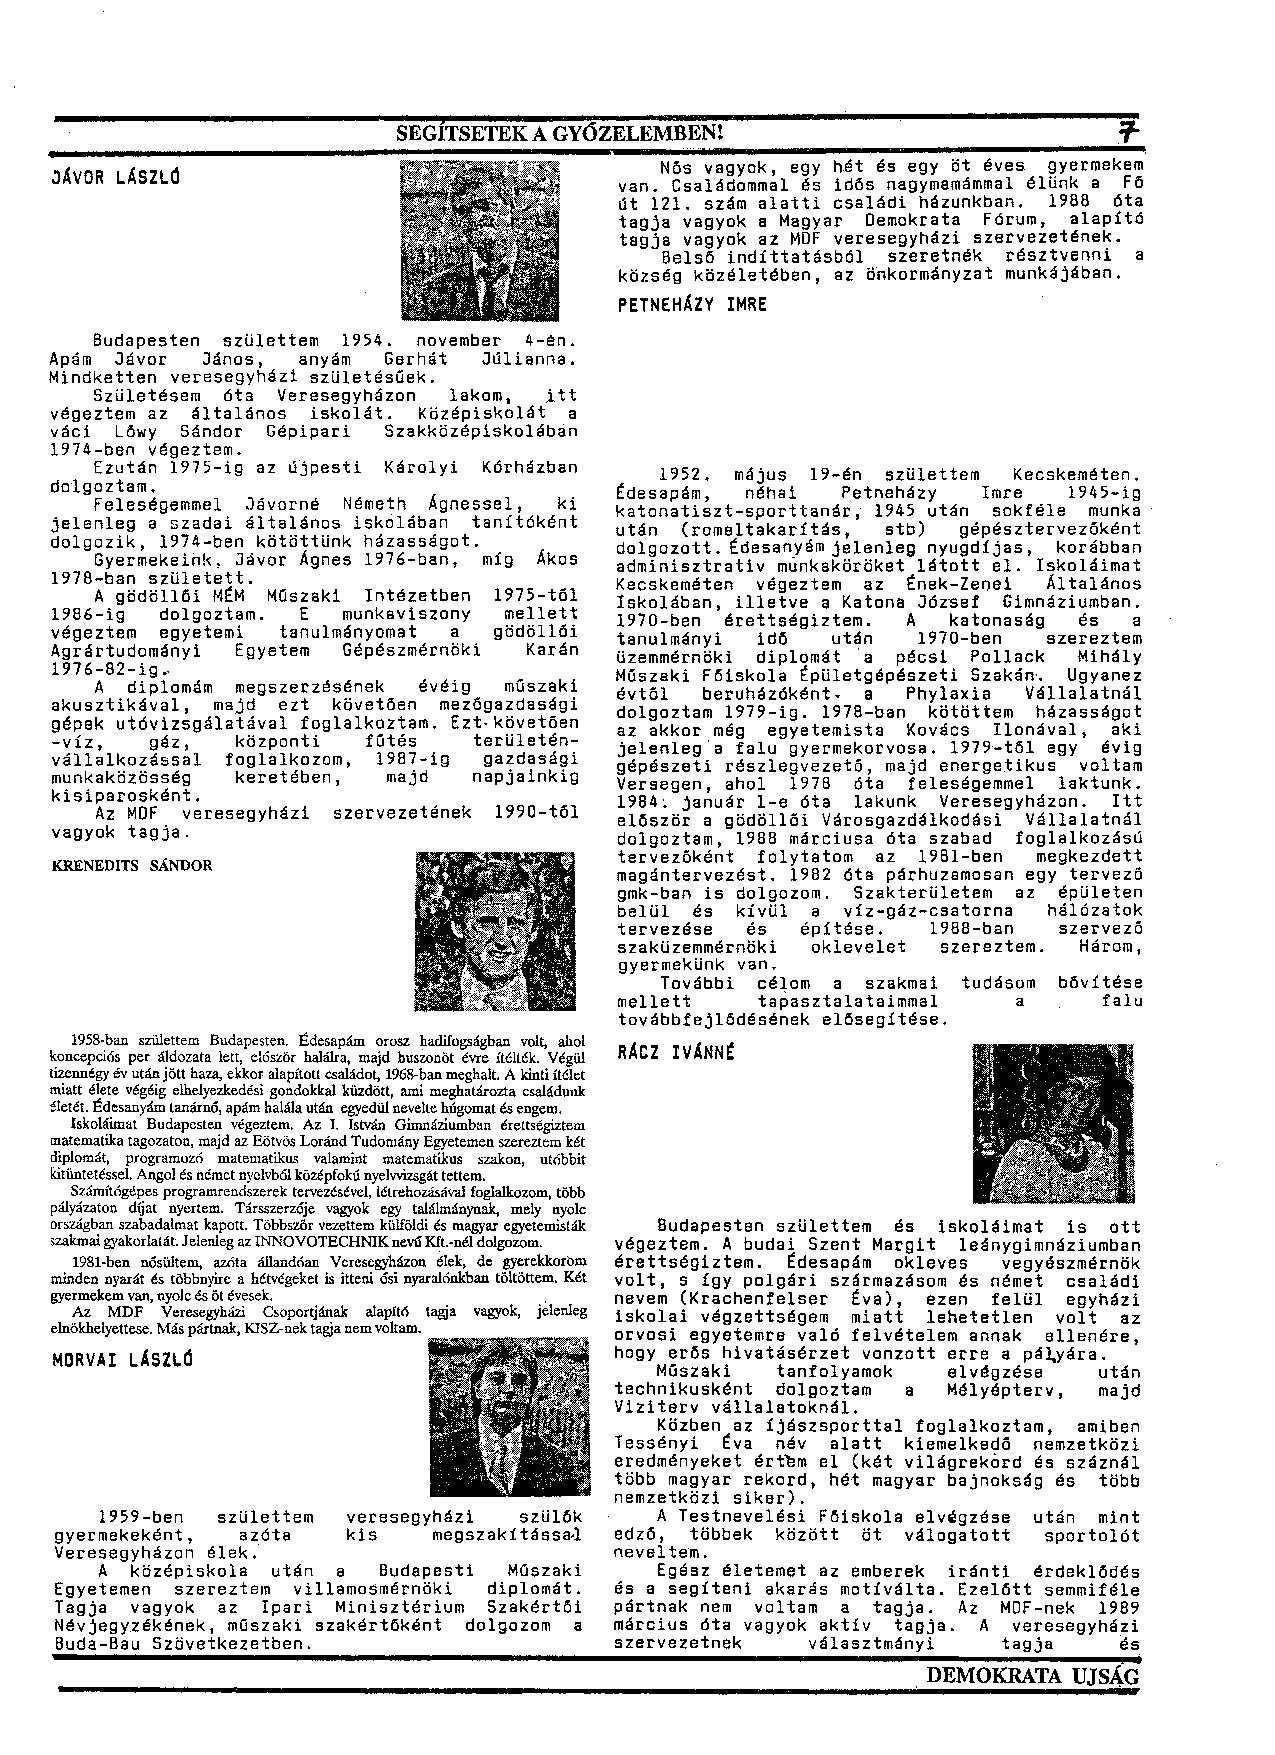 SEGÍTSETEK A GYŐZELEMBEN!
7
JÁVOR LÁSZLÓ
Budapesten születtem 1954. november 4-én.
Apám Jávor János, anyám Gerhát Júlianna.
Mindketten veresegyházi születésűek.
Születésem óta Veresegyházon lakom, itt
végeztem az általános iskolát. Középiskolát a
váci Lőwy Sándor Gépipari Szakközépiskolában
1974-ben végeztem.
Ezután 1975-ig az újpesti Károlyi Kórházban
dolgoztam.
Feleségemmel Jávorné Németh Ágnessel, ki
jelenleg a szadai általános iskolában tanítóként
dolgozik, 1974-ben kötöttünk házasságot.
Gyermekeink, Jávor Ágnes 1976-ban, míg Ákos
1978-ban született.
A gödöllői MÉM Műszaki Intézetben 1975-től
1986-ig dolgoztam. E munkaviszony mellett
végeztem egyetemi tanulmányomat a gödöllői
Agrártudományi Egyetem Gépészmérnöki Karán
1976-82-ig.
A diplomám megszerzésének évéig műszaki
akusztikával, majd ezt követően mezőgazdasági
gépek utóvizsgálatával foglalkoztam. Ezt követően
-víz, gáz, központi fűtés területén-
vállalkozással foglalkozom, 1987-ig gazdasági
munkaközösség keretében, majd napjainkig
kisiparosként.
Az MDF veresegyházi szervezetének 1990-től
vagyok tagja.
KRENEDITS SÁNDOR
1958-ban születtem Budapesten. Édesapám orosz hadifogságban volt, ahol
koncepciós per áldozata lett, először halálra, majd huszonöt évre ítélték. Végül
tizennégy év után jött haza, ekkor alapított családot, 1968-ban meghalt. A kinti ítélet
miatt élete végéig elhelyezkedési gondokkal küzdött, ami meghatározta családunk
életét. Édesanyám tanárnő, apám halála után egyedül nevelte húgomat és engem.
Iskoláimat Budapesten végeztem. Az I. István Gimnáziumban érettségiztem
matematika tagozaton, majd az Eötvös Loránd Tudomány Egyetemen szereztem két
diplomát, programozó matematikus valamint matematikus szakon, utóbbit
kitüntetéssel. Angol és német nyelvből középfokú nyelvvizsgát tettem.
Számítógépes programrendszerek tervezésével, létrehozásával foglalkozom, több
pályázaton díjat nyertem. Társszerzője vagyok egy találmánynak, mely nyolc
országban szabadalmat kapott. Többször vezettem külföldi és magyar egyetemisták
szakmai gyakorlatát. Jelenleg az INNOVOTECHNIK nevű Kft.-nél dolgozom.
1981-ben nősültem, azóta állandóan Veresegyházon élek, de gyerekkorom
minden nyarát és többnyire a hétvégeket is itteni ősi nyaralónkban töltöttem. Két
gyermekem van, nyolc és öt évesek.
Az MDF Veresegyházi Csoportjának alapító tagja vagyok, jelenleg
elnökhelyettese. Más pártnak, KISZ-nek tagja nem voltam.
MORVAI LÁSZLÓ
1959-ben születtem veresegyházi szülők
gyermekeként, azóta kis megszakítással
Veresegyházon élek.
A középiskola után a Budapesti Műszaki
Egyetemen szereztem villamosmérnöki diplomát.
Tagja vagyok az Ipari Minisztérium Szakértői
Névjegyzékének, műszaki szakértőként dolgozom a
Buda-Bau Szövetkezetben.
Nős vagyok, egy hét és egy öt éves gyermekem
van. Családommal és idős nagymamámmal élünk a Fő
út 121. szám alatti családi házunkban. 1988 óta
tagja vagyok a Magyar Demokrata Fórum, alapító
tagja vagyok az MDF veresegyházi szervezetének.
Belső indíttatásból szeretnék résztvenni a
község közéletében, az önkormányzat munkájában.
PETNEHÁZY IMRE
1952. május 19-én születtem Kecskeméten.
Édesapám, néhai Petneházy Imre 1945-ig
katonatiszt-sporttanár, 1945 után sokféle munka
után (romeltakarítás, stb) gépésztervezőként
dolgozott. Édesanyám jelenleg nyugdíjas, korábban
adminisztrativ munkaköröket látott el. Iskoláimat
Kecskeméten végeztem az Ének-Zenei Általános
Iskolában, illetve a Katona József Gimnáziumban.
1970-ben érettségiztem. A katonaság és a
tanulmányi idő után 1970-ben szereztem
üzemmérnöki diplomát a pécsi Pollack Mihály
Műszaki Főiskola Épületgépészeti Szakán. Ugyanez
évtől beruházóként a Phylaxia Vállalatnál
dolgoztam 1979-ig. 1978-ban kötöttem házasságot
az akkor még egyetemista Kovács Ilonával, aki
jelenleg a falu gyermekorvosa. 1979-től egy évig
gépészeti részlegvezető, majd energetikus voltam
Versegen, ahol 1978 óta feleségemmel laktunk.
1984. január 1-e óta lakunk Veresegyházon. Itt
először a gödöllői Városgazdálkodási Vállalatnál
dolgoztam, 1988 márciusa óta szabad foglalkozású
tervezőként folytatom az 1981-ben megkezdett
magántervezést. 1982 óta párhuzamosan egy tervező
gmk-ban is dolgozom. Szakterületem az épületen
belül és kívül a víz-gáz-csatorna hálózatok
tervezése és építése. 1988-ban szervező
szaküzemmérnöki oklevelet szereztem. Három,
gyermekünk van.
További célom a szakmai tudásom bővítése
mellett tapasztalataimmal a falu
továbbfejlődésének elősegítése.
RÁCZ IVÁNNÉ
Budapesten születtem és iskoláimat is ott
végeztem. A budai Szent Margit leánygimnáziumban
érettségiztem. Édesapám okleves vegyészmérnök
volt, s így polgári származásom és német családi
nevem (Krachenfelser Éva), ezen felül egyházi
iskolai végzettségem miatt lehetetlen volt az
orvosi egyetemre való felvételem annak ellenére,
hogy erős hivatásérzet vonzott erre a pályára.
Műszaki tanfolyamok elvégzése után
technikusként dolgoztam a Mélyépterv, majd
Viziterv vállalatoknál.
Közben az íjászsporttal foglalkoztam, amiben
Tessényi Éva név alatt kiemelkedő nemzetközi
eredményeket értem el (két világrekord és száznál
több magyar rekord, hét magyar bajnokság és több
nemzetközi siker).
A Testnevelési Főiskola elvégzése után mint
edző, többek között öt válogatott sportolót
neveltem.
Egész életemet az emberek iránti érdeklődés
és a segíteni akarás motíválta. Ezelőtt semmiféle
pártnak nem voltam a tagja. Az MDF-nek 1989
március óta vagyok aktív tagja. A veresegyházi
szervezetnek választmányi tagja és
DEMOKRATA UJSÁG